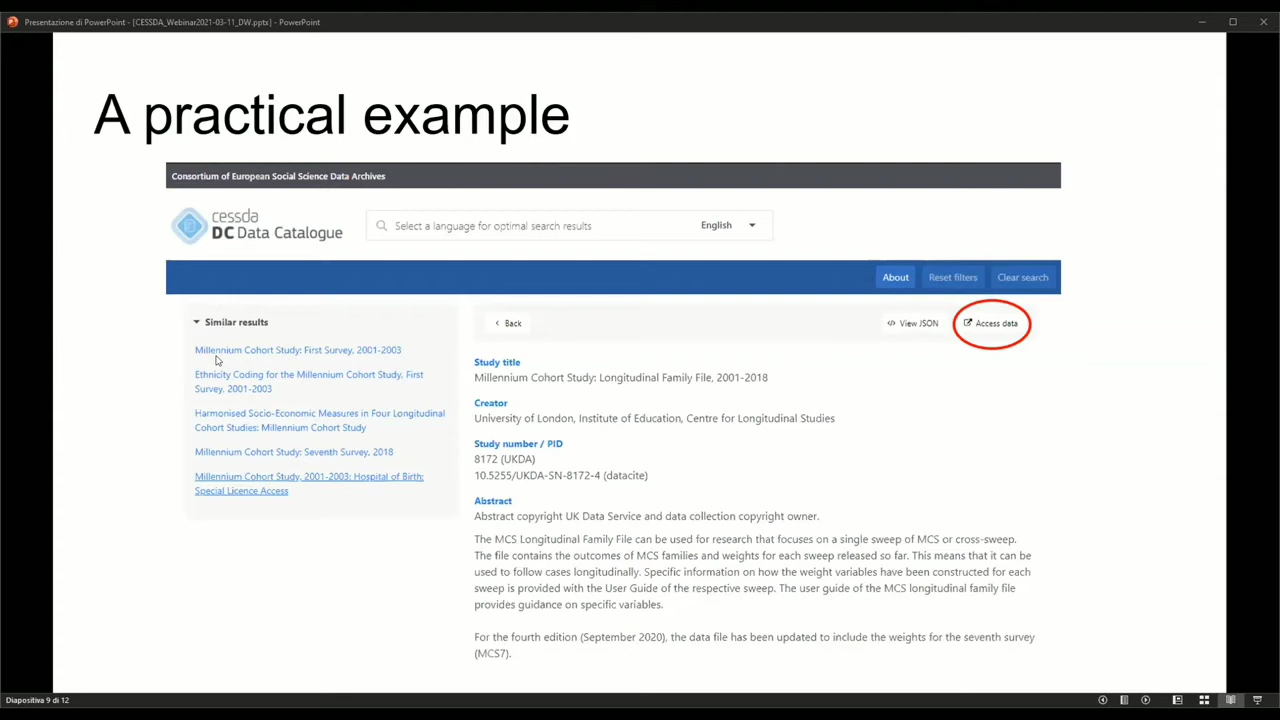 Presentazione di PowerPoint - [CESSDA_Webinar2021-03-11_DW.pptx] - PowerPoint
A practical example
Consortium of European Social Science Data Archives
cessda
DC Data Catalogue
Select a language for optimal search results
English
About
Reset filters
Clear search
Similar results
Millennium Cohort Study: First Survey, 2001-2003
Ethnicity Coding for the Millennium Cohort Study, First
Survey, 2001-2003
Harmonised Socio-Economic Measures in Four Longitudinal
Cohort Studies: Millennium Cohort Study
Millennium Cohort Study: Seventh Survey, 2018
Millennium Cohort Study, 2001-2003: Hospital of Birth:
Special Licence Access
Back
</> View JSON
Access data
Study title
Millennium Cohort Study: Longitudinal Family File, 2001-2018
Creator
University of London, Institute of Education, Centre for Longitudinal Studies
Study number / PID
8172 (UKDA)
10.5255/UKDA-SN-8172-4 (datacite)
Abstract
Abstract copyright UK Data Service and data collection copyright owner.
The MCS Longitudinal Family File can be used for research that focuses on a single sweep of MCS or cross-sweep.
The file contains the outcomes of MCS families and weights for each sweep released so far. This means that it can be
used to follow cases longitudinally. Specific information on how the weight variables have been constructed for each
sweep is provided with the User Guide of the respective sweep. The user guide of the MCS longitudinal family file
provides guidance on specific variables.
For the fourth edition (September 2020), the data file has been updated to include the weights for the seventh survey
(MCS7).
Diapositiva 9 di 12